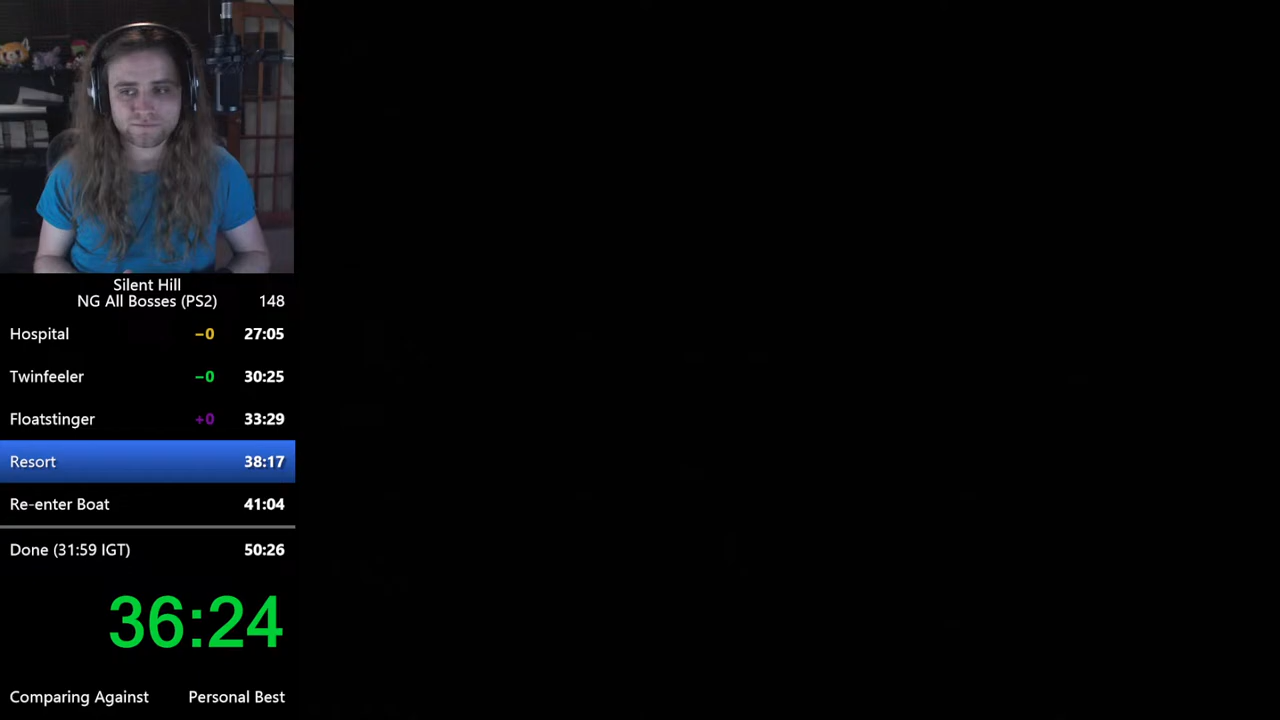 Silent Hill
NG All Bosses (PS2) 148
Hospital -0 27:05
Twinfeeler -0 30:25
Floatstinger +0 33:29
Resort 38:17
Re-enter Boat 41:04
Done (31:59 IGT) 50:26
36:24
Comparing Against Personal Best